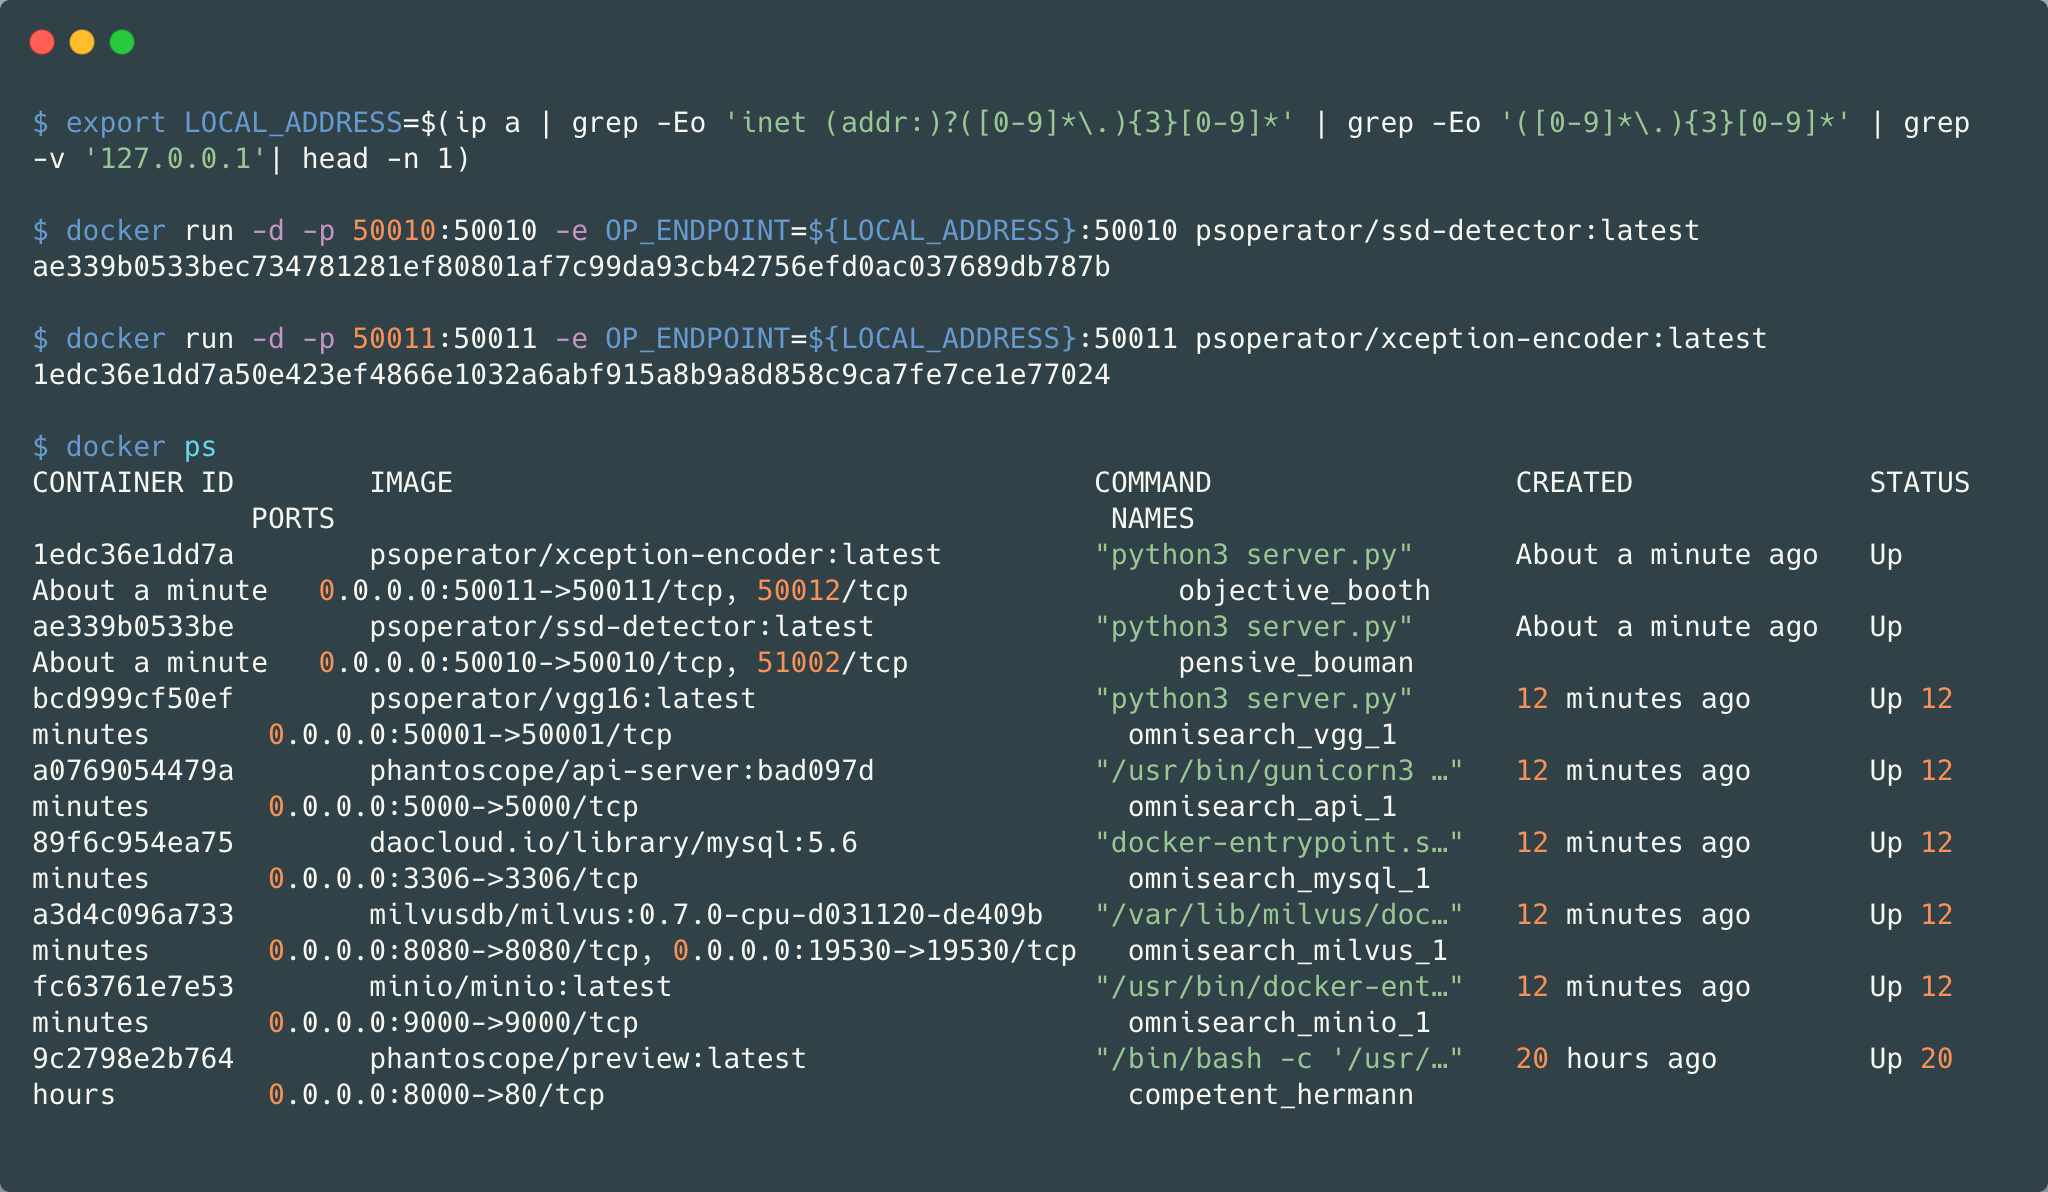 $ export LOCAL_ADDRESS=$(ip a | grep -Eo 'inet (addr:)?([0-9]*\.){3}[0-9]*' | grep -Eo '([0-9]*\.){3}[0-9]*' | grep
-v '127.0.0.1'| head -n 1)
$ docker run -d -p 50010:50010 -e OP_ENDPOINT=${LOCAL_ADDRESS}:50010 psoperator/ssd-detector:latest
ae339b0533bec734781281ef80801af7c99da93cb42756efd0ac037689db787b
$ docker run -d -p 50011:50011 -e OP_ENDPOINT=${LOCAL_ADDRESS}:50011 psoperator/xception-encoder:latest
1edc36e1dd7a50e423ef4866e1032a6abf915a8b9a8d858c9ca7fe7ce1e77024
$ docker ps
CONTAINER ID        IMAGE                                      COMMAND                  CREATED              STATUS
             PORTS                                              NAMES
1edc36e1dd7a        psoperator/xception-encoder:latest         "python3 server.py"      About a minute ago   Up
About a minute   0.0.0.0:50011->50011/tcp, 50012/tcp                objective_booth
ae339b0533be        psoperator/ssd-detector:latest             "python3 server.py"      About a minute ago   Up
About a minute   0.0.0.0:50010->50010/tcp, 51002/tcp                pensive_bouman
bcd999cf50ef        psoperator/vgg16:latest                    "python3 server.py"      12 minutes ago       Up 12
minutes       0.0.0.0:50001->50001/tcp                           omnisearch_vgg_1
a0769054479a        phantoscope/api-server:bad097d             "/usr/bin/gunicorn3 …"   12 minutes ago       Up 12
minutes       0.0.0.0:5000->5000/tcp                             omnisearch_api_1
89f6c954ea75        daocloud.io/library/mysql:5.6              "docker-entrypoint.s…"   12 minutes ago       Up 12
minutes       0.0.0.0:3306->3306/tcp                             omnisearch_mysql_1
a3d4c096a733        milvusdb/milvus:0.7.0-cpu-d031120-de409b   "/var/lib/milvus/doc…"   12 minutes ago       Up 12
minutes       0.0.0.0:8080->8080/tcp, 0.0.0.0:19530->19530/tcp   omnisearch_milvus_1
fc63761e7e53        minio/minio:latest                         "/usr/bin/docker-ent…"   12 minutes ago       Up 12
minutes       0.0.0.0:9000->9000/tcp                             omnisearch_minio_1
9c2798e2b764        phantoscope/preview:latest                 "/bin/bash -c '/usr/…"   20 hours ago         Up 20
hours         0.0.0.0:8000->80/tcp                               competent_hermann